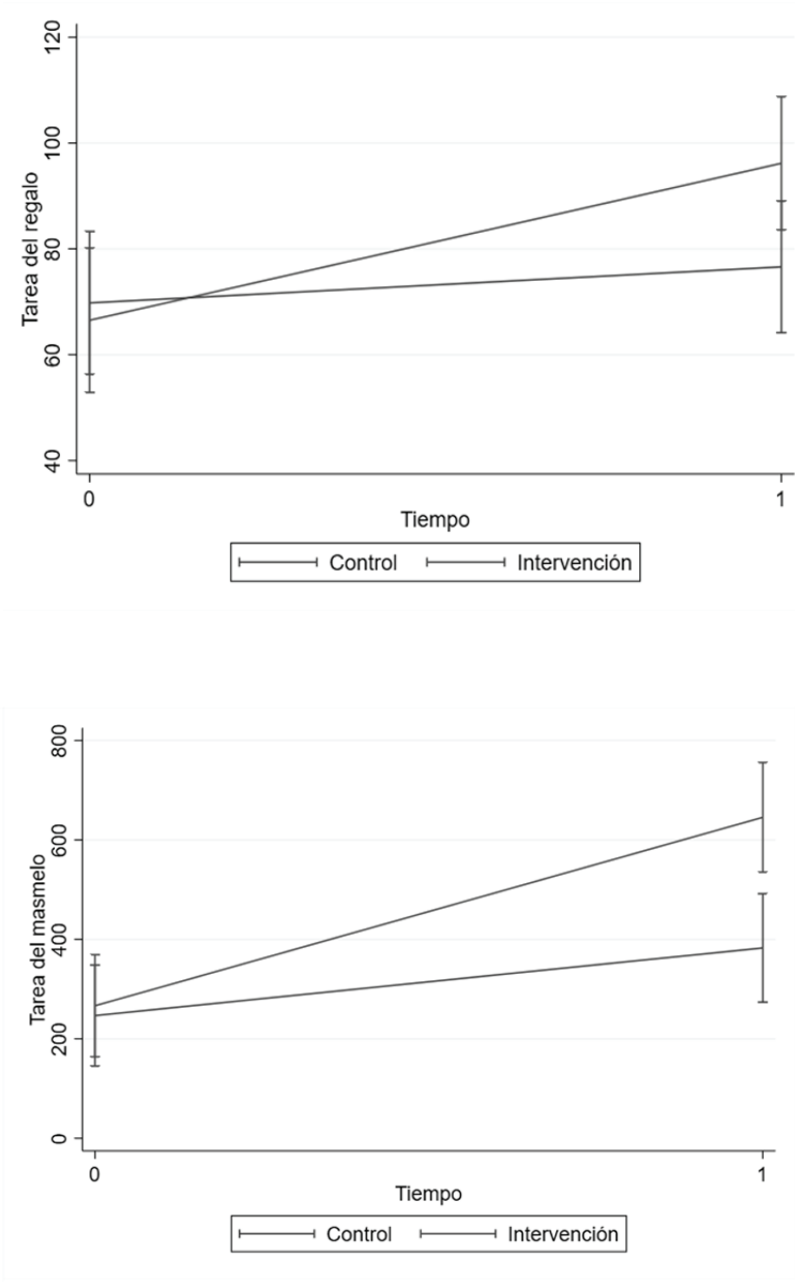 120
100
80
60
40
Tarea del regalo
0 1
Tiempo
Control Intervención
800
600
400
200
0
Tarea del masmelo
0 1
Tiempo
Control Intervención